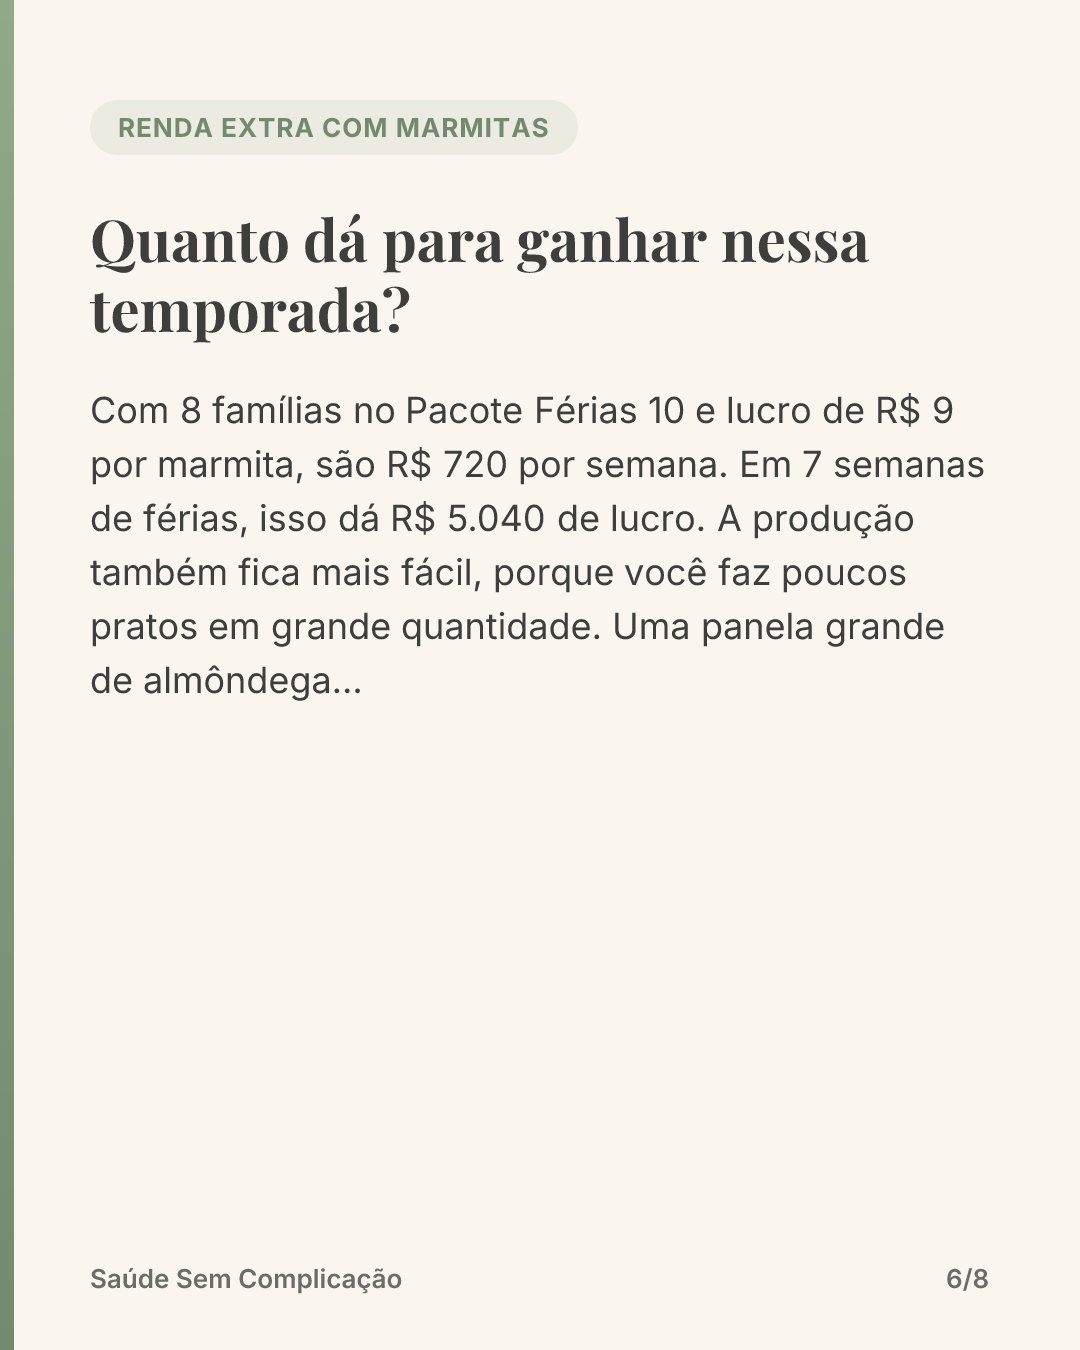 RENDA EXTRA COM MARMITAS
Quanto dá para ganhar nessa
temporada?
Com 8 famílias no Pacote Férias 10 e lucro de R$ 9
por marmita, são R$ 720 por semana. Em 7 semanas
de férias, isso dá R$ 5.040 de lucro. A produção
também fica mais fácil, porque você faz poucos
pratos em grande quantidade. Uma panela grande
de almôndega...
Saúde Sem Complicação
6/8